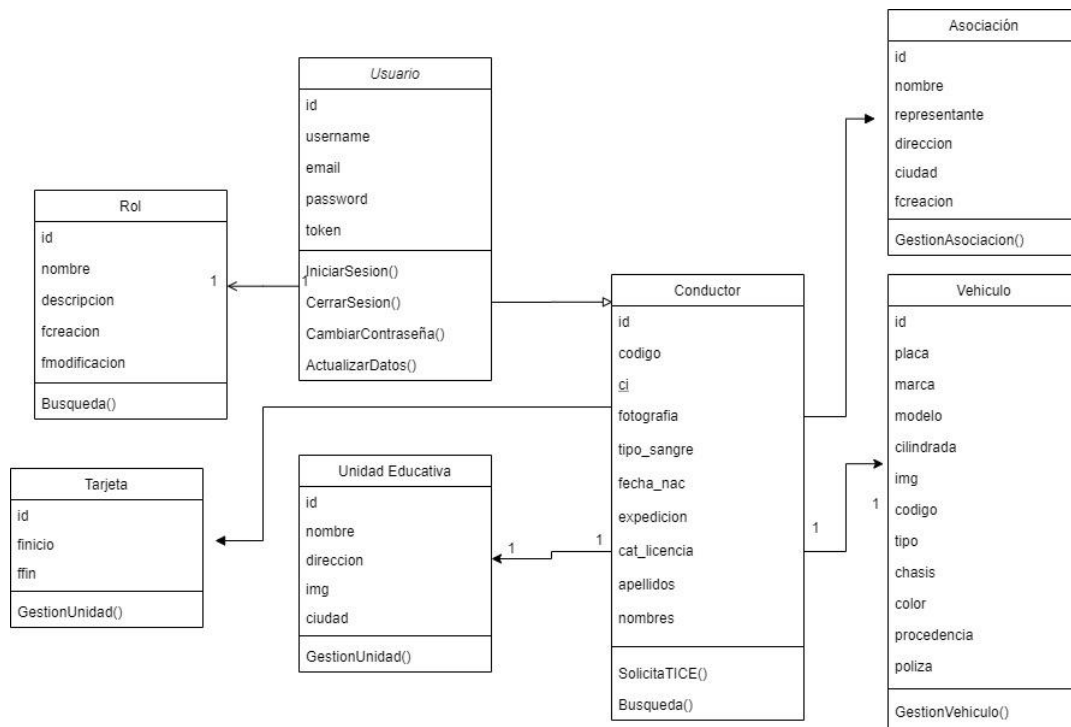 Asociación
id
nombre
representante
direccion
ciudad
fcreacion
GestionAsociacion()
Usuario
id
username
email
password
token
IniciarSesion()
CerrarSesion()
CambiarContraseña()
ActualizarDatos()
Rol
id
nombre
descripcion
fcreacion
fmodificacion
Busqueda()
1
1
Conductor
id
codigo
ci
fotografia
tipo_sangre
fecha_nac
expedicion
cat_licencia
apellidos
nombres
SolicitaTICE()
Busqueda()
Vehiculo
id
placa
marca
modelo
cilindrada
img
codigo
tipo
chasis
color
procedencia
poliza
GestionVehiculo()
1
1
Tarjeta
id
finicio
ffin
GestionUnidad()
Unidad Educativa
id
nombre
direccion
img
ciudad
GestionUnidad()
1
1